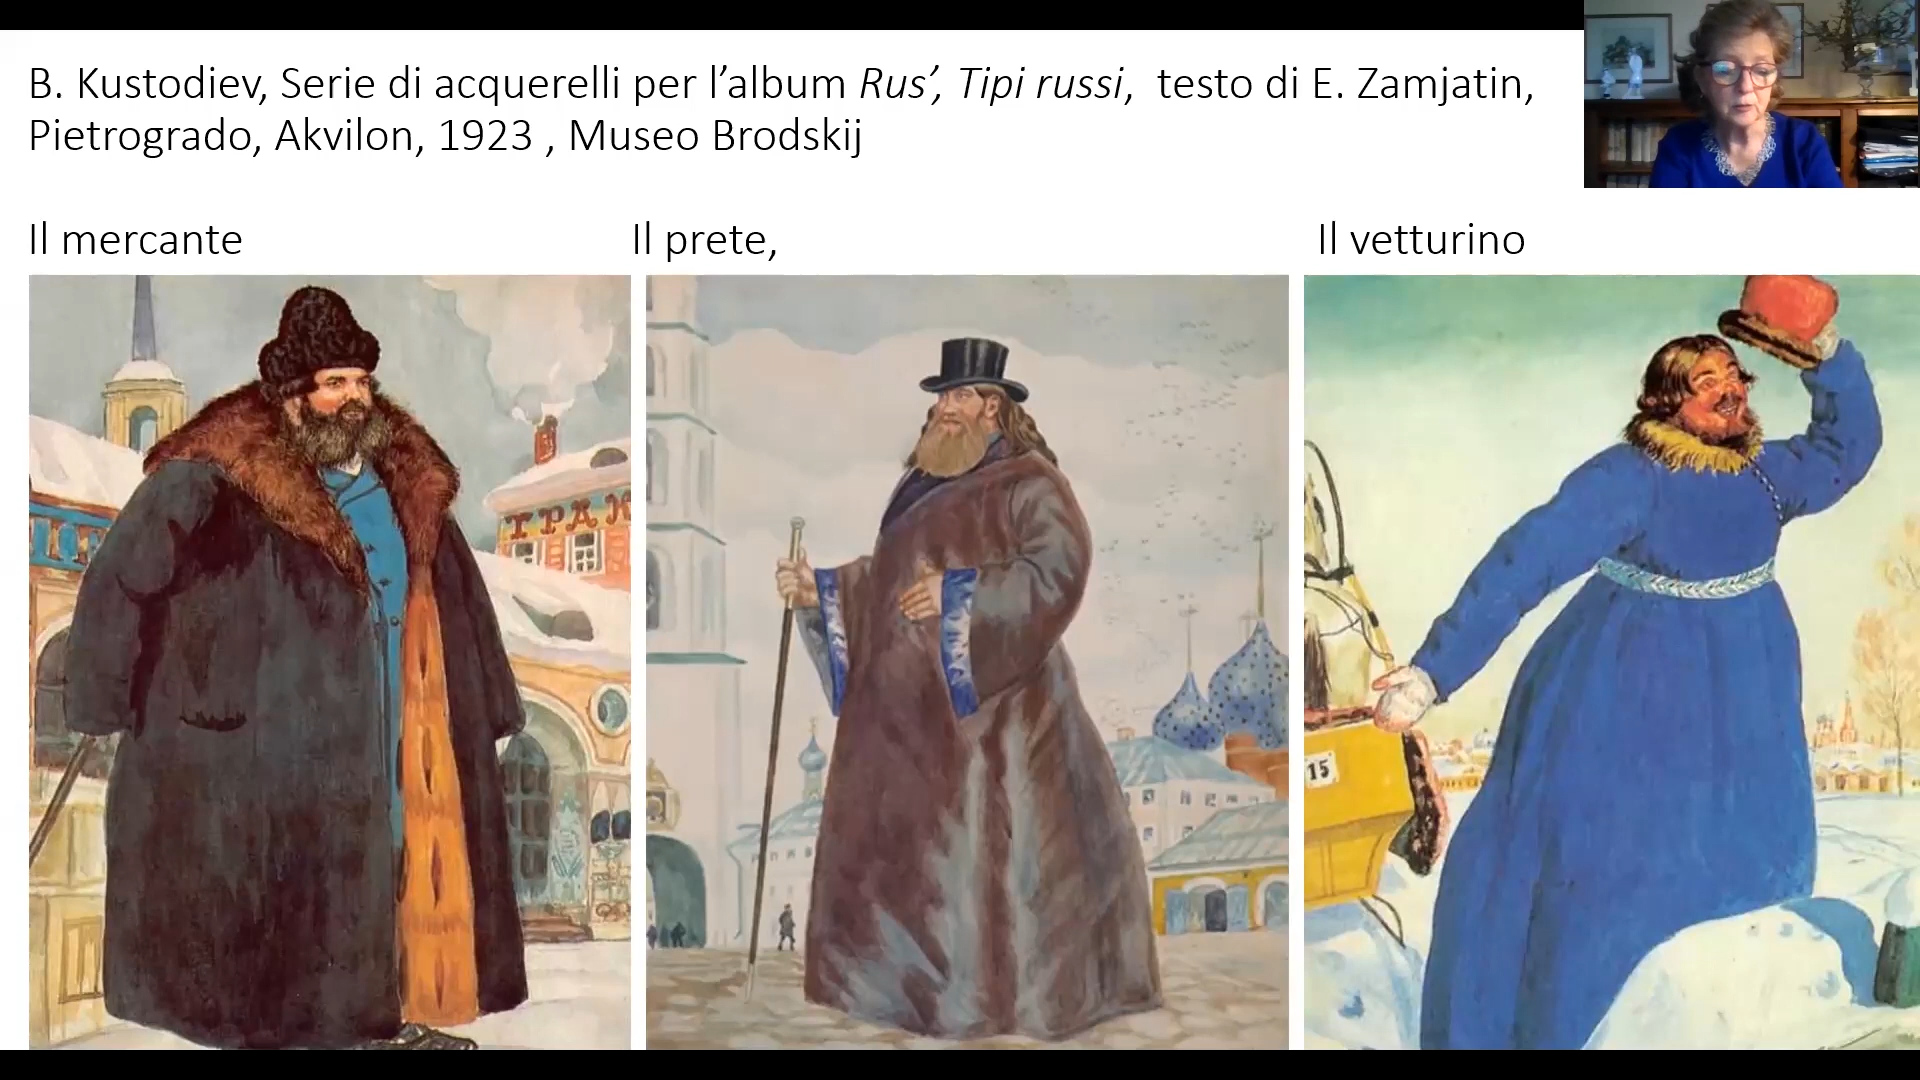 B. Kustodiev, Serie di acquerelli per l’album Rus’, Tipi russi, testo di E. Zamjatin,
Pietrogrado, Akvilon, 1923 , Museo Brodskij
Il mercante
Il prete,
Il vetturino
ТРАК
15